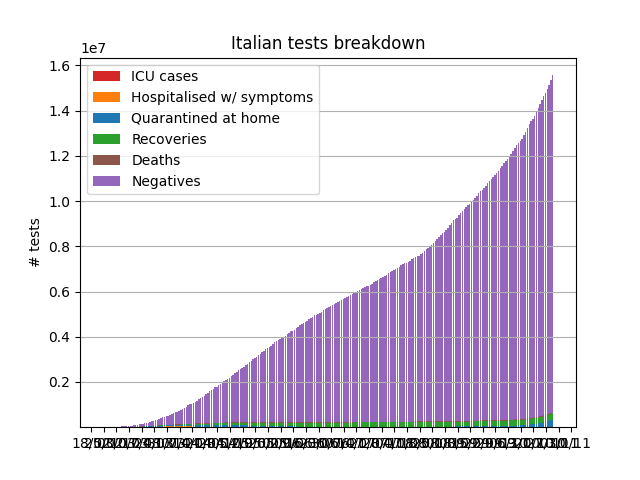 Italian tests breakdown
1e7
1.6
1.4
1.2
1.0
0.8
0.6
0.4
0.2
# tests
ICU cases
Hospitalised w/ symptoms
Quarantined at home
Recoveries
Deaths
Negatives